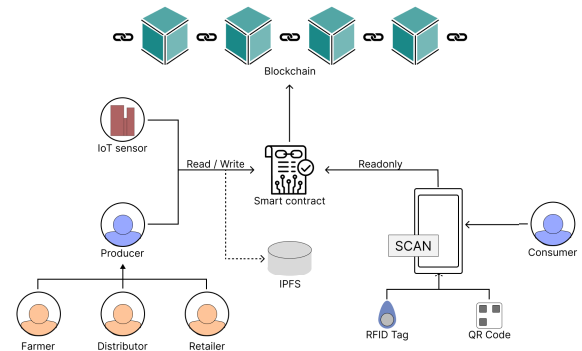 Blockchain
IoT sensor
Read / Write
Readonly
Smart contract
SCAN
Producer
Consumer
IPFS
Farmer
Distributor
Retailer
RFID Tag
QR Code